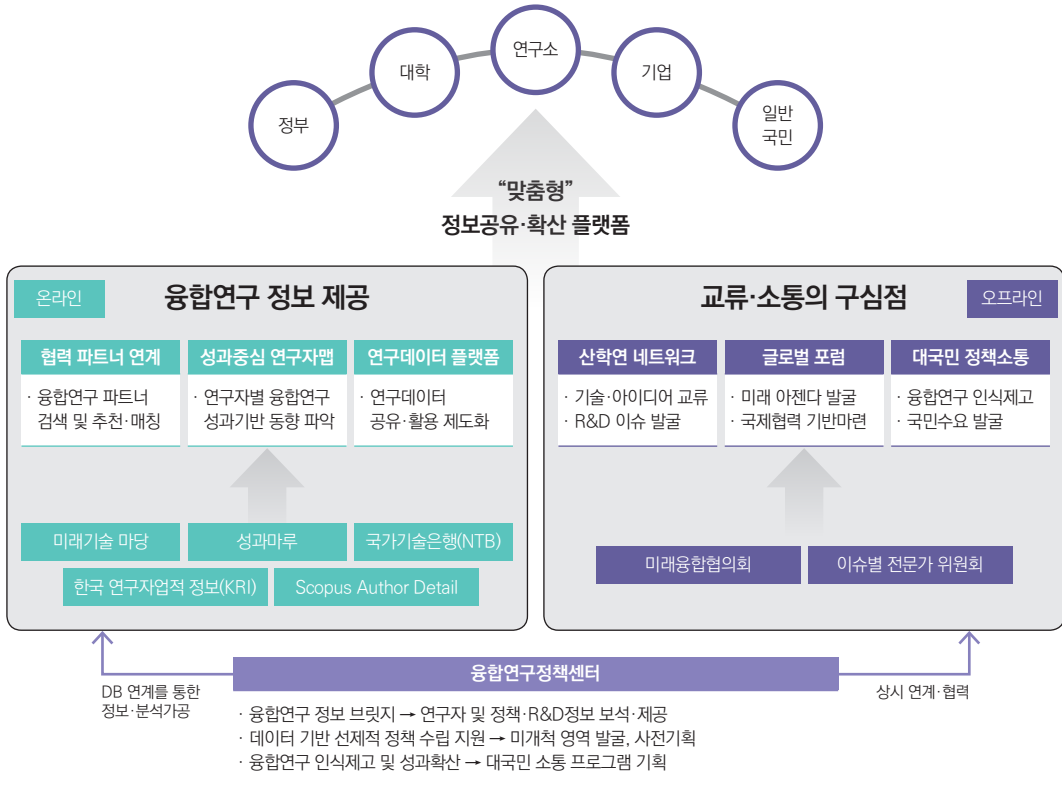 연구소
대학
기업
정부
일반
국민
“맞춤형”
정보공유·확산 플랫폼
온라인
융합연구 정보 제공
협력 파트너 연계
성과중심 연구자맵
연구데이터 플랫폼
· 융합연구 파트너
검색 및 추천·매칭
· 연구자별 융합연구
성과기반 동향 파악
· 연구데이터
공유·활용 제도화
미래기술 마당
성과마루
국가기술은행(NTB)
한국 연구자업적 정보(KRI)
Scopus Author Detail
교류·소통의 구심점
오프라인
산학연 네트워크
글로벌 포럼
대국민 정책소통
· 기술·아이디어 교류
· R&D 이슈 발굴
· 미래 아젠다 발굴
· 국제협력 기반마련
· 융합연구 인식제고
· 국민수요 발굴
미래융합협의회
이슈별 전문가 위원회
융합연구정책센터
DB 연계를 통한
정보·분석가공
상시 연계·협력
· 융합연구 정보 브릿지 → 연구자 및 정책·R&D정보 보석·제공
· 데이터 기반 선제적 정책 수립 지원 → 미개척 영역 발굴, 사전기획
· 융합연구 인식제고 및 성과확산 → 대국민 소통 프로그램 기획